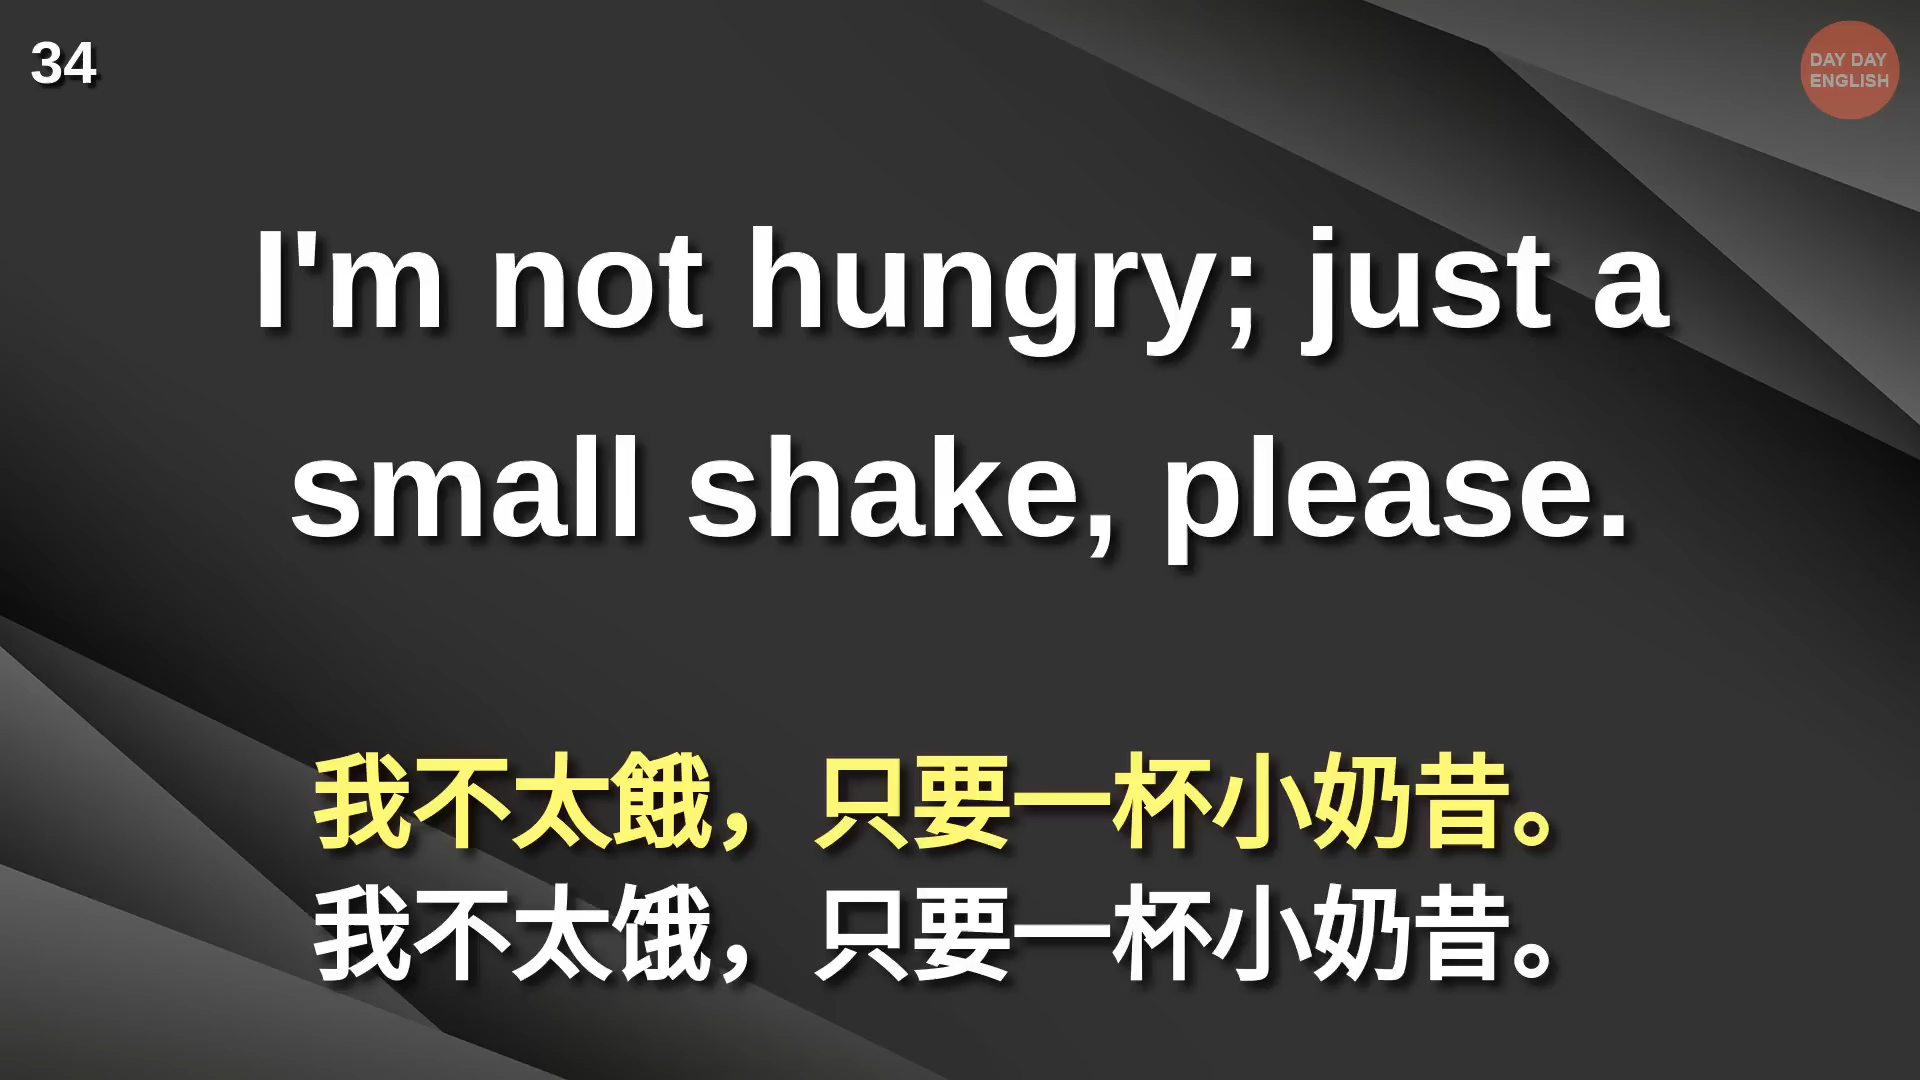 34
DAY DAY
ENGLISH
I'm not hungry; just a
small shake, please.
我不太餓，只要一杯小奶昔。
我不太饿，只要一杯小奶昔。